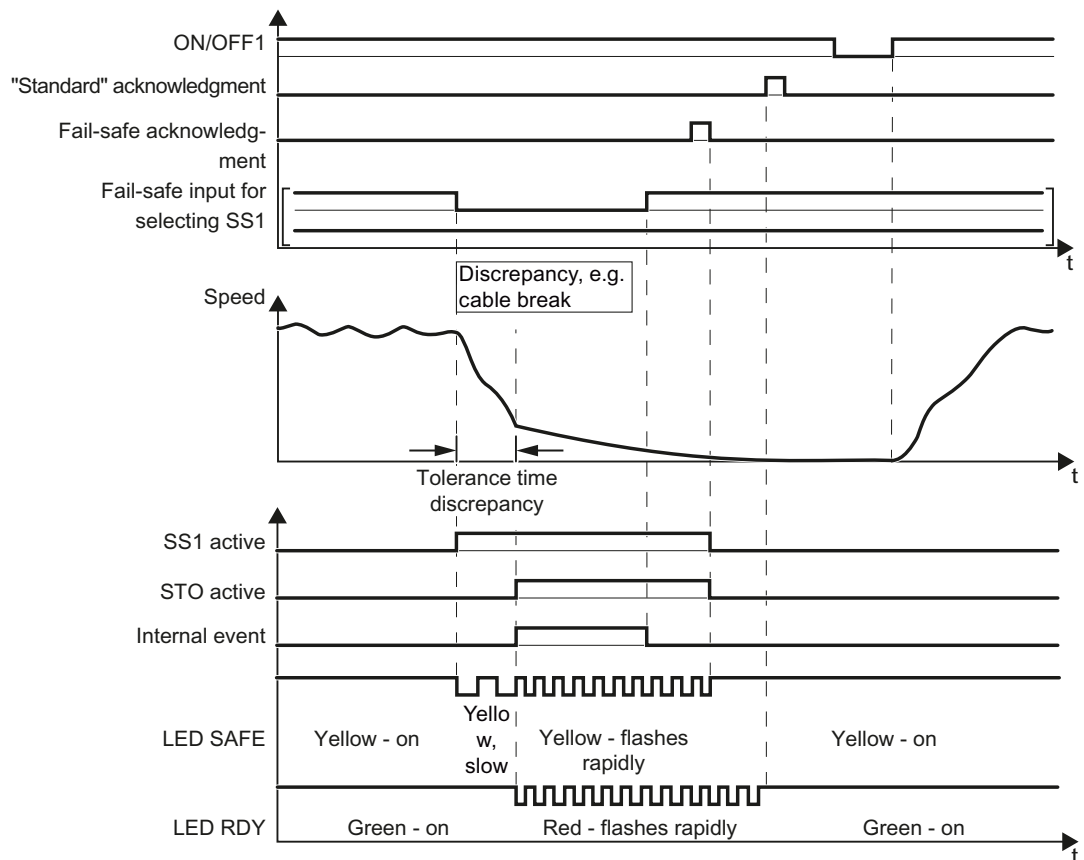 ON/OFF1
"Standard" acknowledgment
Fail-safe acknowledg-
ment
Fail-safe input for
selecting SS1
t
Discrepancy, e.g.
cable break
Speed
t
Tolerance time
discrepancy
SS1 active
STO active
Internal event
LED SAFE
Yellow - on
Yello
w,
slow
Yellow - flashes
rapidly
Yellow - on
LED RDY
Green - on
Red - flashes rapidly
Green - on
t